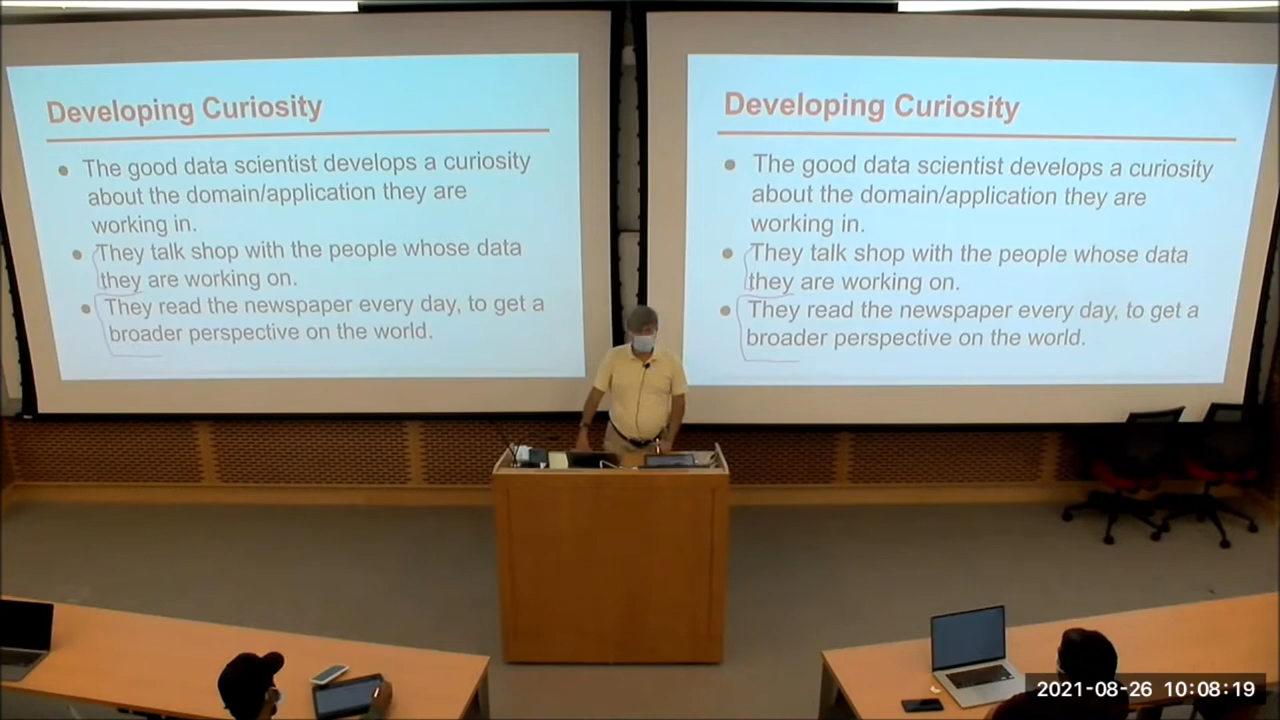 Developing Curiosity
The good data scientist develops a curiosity
about the domain/application they are
working in.
They talk shop with the people whose data
they are working on.
They read the newspaper every day, to get a
broader perspective on the world.
Developing Curiosity
The good data scientist develops a curiosity
about the domain/application they are
working in.
They talk shop with the people whose data
they are working on.
They read the newspaper every day, to get a
broader perspective on the world.
2021-08-26 10:08:19